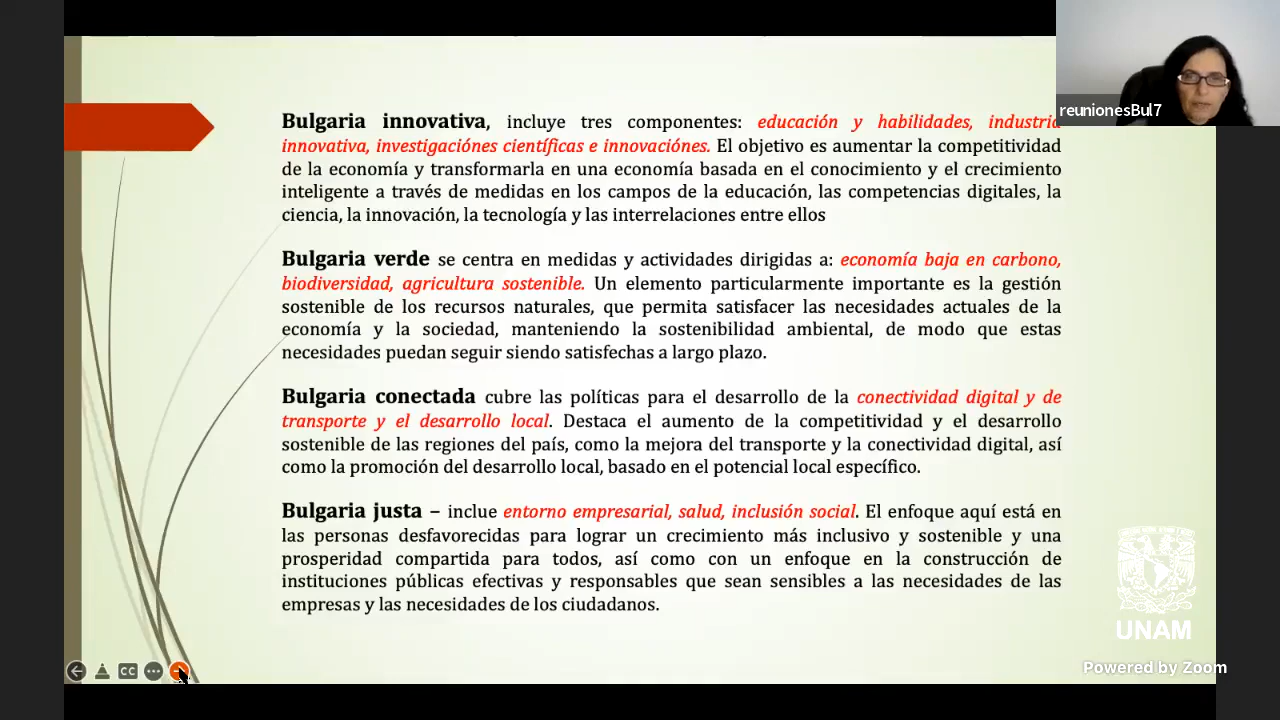 Bulgaria innovativa, incluye tres componentes: educación y habilidades, industria
innovativa, investigaciónes científicas e innovaciónes. El objetivo es aumentar la competitividad
de la economía y transformarla en una economía basada en el conocimiento y el crecimiento
inteligente a través de medidas en los campos de la educación, las competencias digitales, la
ciencia, la innovación, la tecnología y las interrelaciones entre ellos
Bulgaria verde se centra en medidas y actividades dirigidas a: economía baja en carbono,
biodiversidad, agricultura sostenible. Un elemento particularmente importante es la gestión
sostenible de los recursos naturales, que permita satisfacer las necesidades actuales de la
economía y la sociedad, manteniendo la sostenibilidad ambiental, de modo que estas
necesidades puedan seguir siendo satisfechas a largo plazo.
Bulgaria conectada cubre las políticas para el desarrollo de la conectividad digital y de
transporte y el desarrollo local. Destaca el aumento de la competitividad y el desarrollo
sostenible de las regiones del país, como la mejora del transporte y la conectividad digital, así
como la promoción del desarrollo local, basado en el potencial local específico.
Bulgaria justa – inclue entorno empresarial, salud, inclusión social. El enfoque aquí está en
las personas desfavorecidas para lograr un crecimiento más inclusivo y sostenible y una
prosperidad compartida para todos, así como con un enfoque en la construcción de
instituciones públicas efectivas y responsables que sean sensibles a las necesidades de las
empresas y las necesidades de los ciudadanos.
reunionesBul7
UNAM
Powered by Zoom
CC